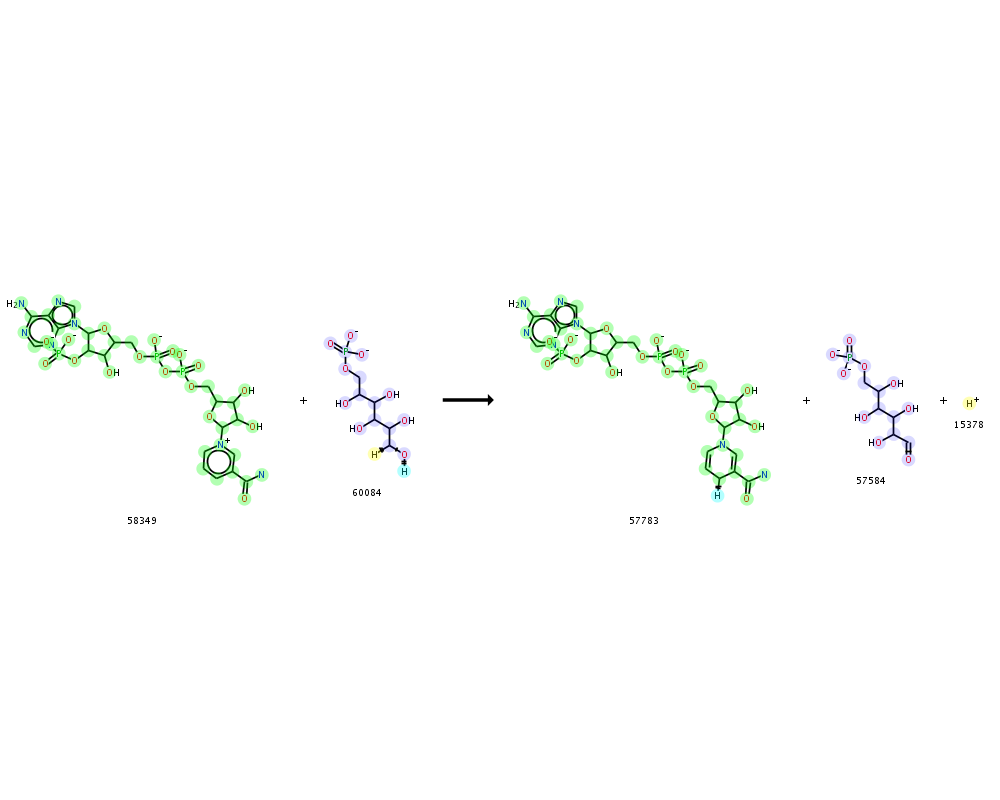 H2N N N N N O O O- O- P O OH O P O- O O- P O O O OH OH N+ N O 58349
+
O- O P O- O OH HO HO OH H O H 60084
H2N N N N N O O O- O- P O OH O P O- O O- P O O O OH OH N N O H 57783
+
O O- P O- O OH HO OH HO O 57584
+
H+
15378